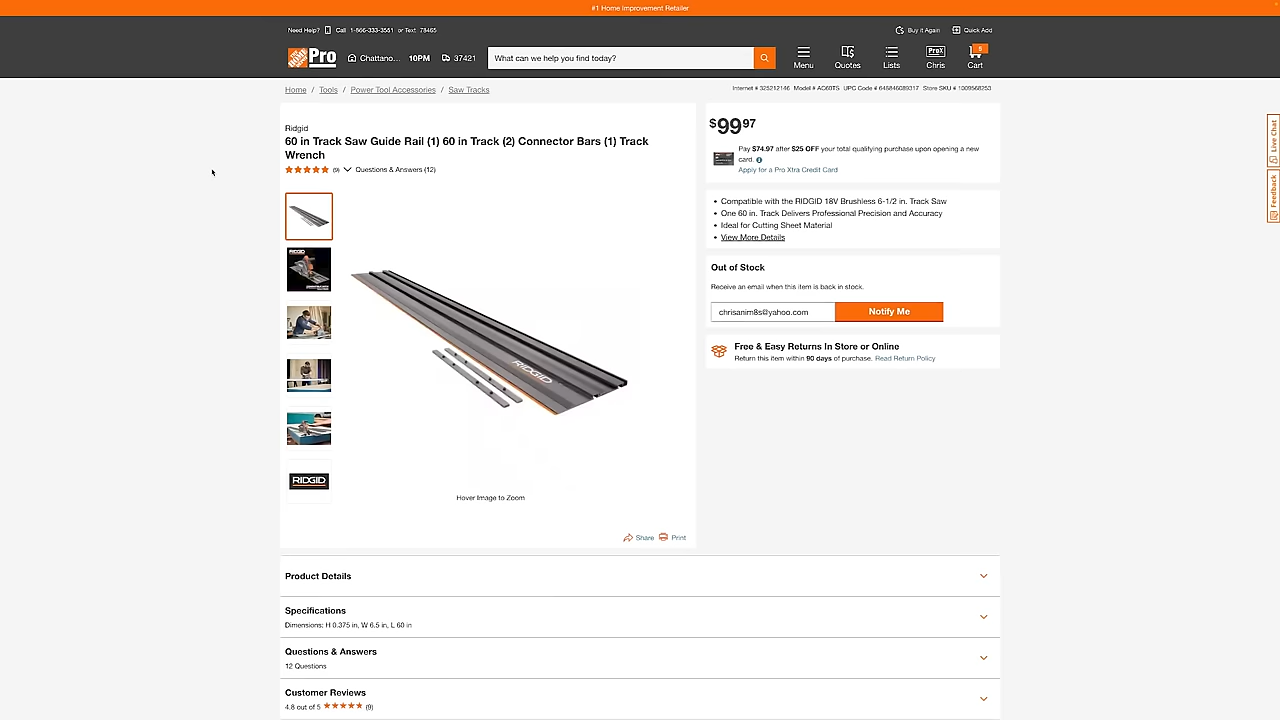 #1 Home Improvement Retailer
Need Help? Call 1-866-333-3551 or Text 78465
Buy it Again Quick Add
Pro Chattano... 10PM 37421 What can we help you find today? Menu Quotes Lists ProX Chris 5 Cart
Home / Tools / Power Tool Accessories / Saw Tracks
Internet # 325212146 Model # AC60TS UPC Code # 648846089317 Store SKU # 1009568253
Ridgid
60 in Track Saw Guide Rail (1) 60 in Track (2) Connector Bars (1) Track
Wrench
(9) Questions & Answers (12)
RIDGID
RIDGID
RIDGID
Hover Image to Zoom
Share Print
$99 97
Pay $74.97 after $25 OFF your total qualifying purchase upon opening a new
card.
Apply for a Pro Xtra Credit Card
• Compatible with the RIDGID 18V Brushless 6-1/2 in. Track Saw
• One 60 in. Track Delivers Professional Precision and Accuracy
• Ideal for Cutting Sheet Material
• View More Details
Out of Stock
Receive an email when this item is back in stock.
chrisanim8s@yahoo.com Notify Me
Free & Easy Returns In Store or Online
Return this item within 90 days of purchase. Read Return Policy
Live Chat
Feedback
Product Details
Specifications
Dimensions: H 0.375 in, W 6.5 in, L 60 in
Questions & Answers
12 Questions
Customer Reviews
4.8 out of 5 (9)